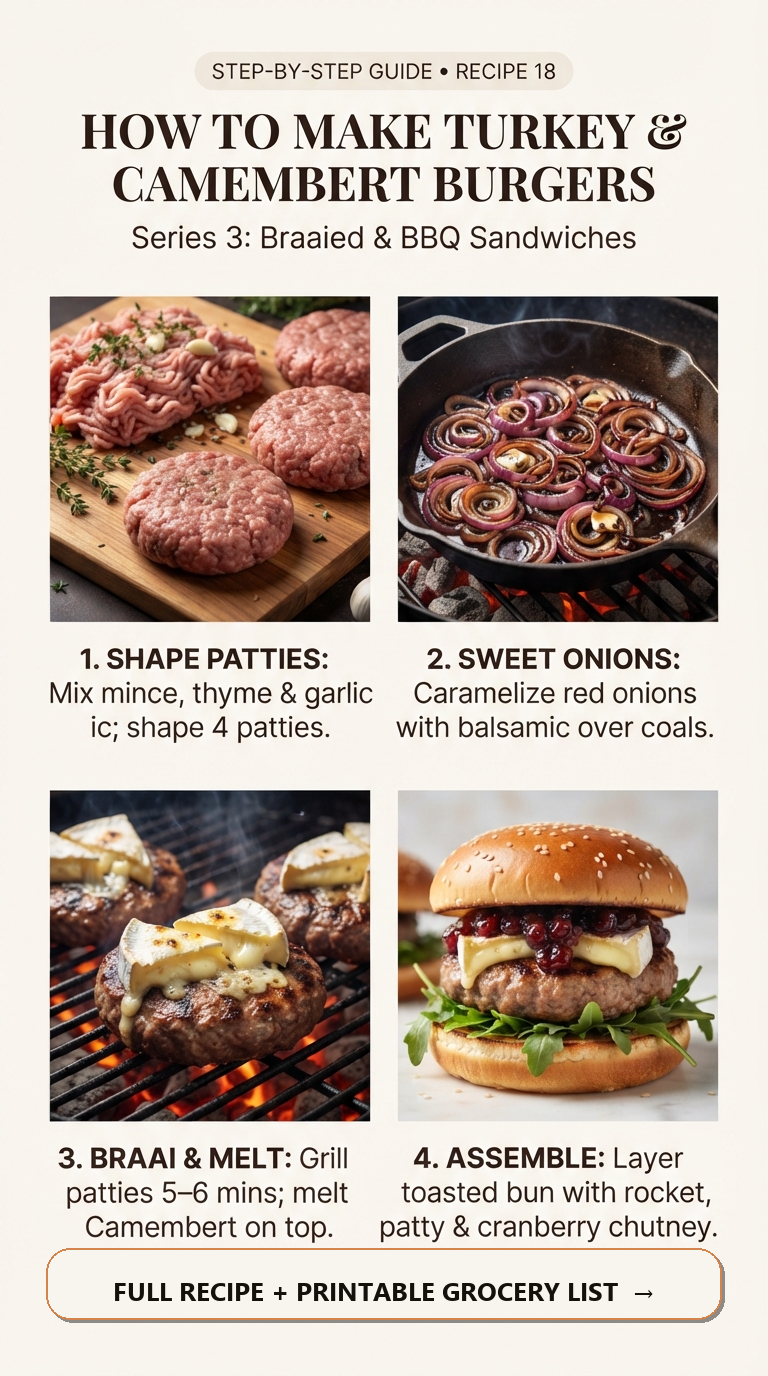 STEP-BY-STEP GUIDE • RECIPE 18
HOW TO MAKE TURKEY &
CAMEMBERT BURGERS
Series 3: Braaied & BBQ Sandwiches
1. SHAPE PATTIES:
Mix mince, thyme & garlic
ic; shape 4 patties.
2. SWEET ONIONS:
Caramelize red onions
with balsamic over coals.
3. BRAAI & MELT: Grill
patties 5–6 mins; melt
Camembert on top.
4. ASSEMBLE: Layer
toasted bun with rocket,
patty & cranberry chutney.
FULL RECIPE + PRINTABLE GROCERY LIST →